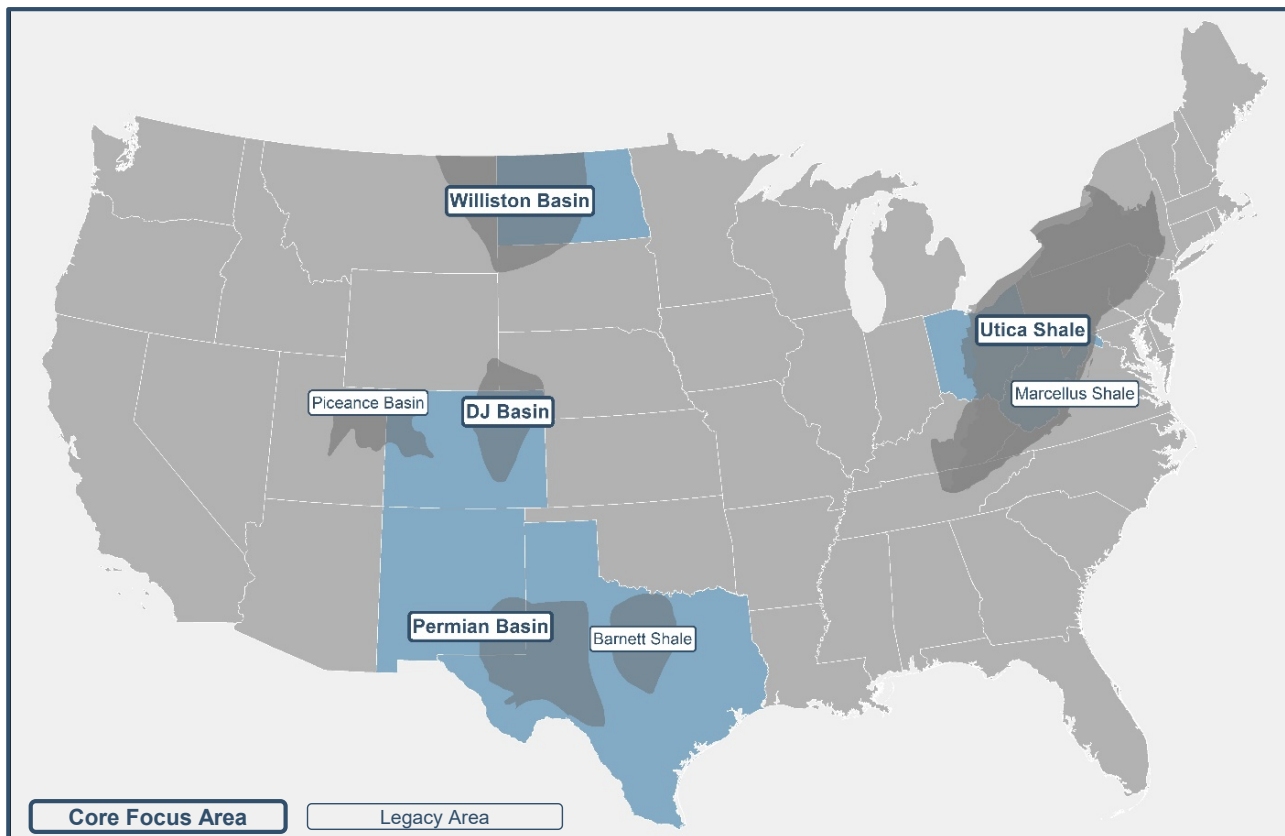 Williston Basin
Utica Shale
Marcellus Shale
Piceance Basin
DJ Basin
Permian Basin
Barnett Shale
Core Focus Area
Legacy Area